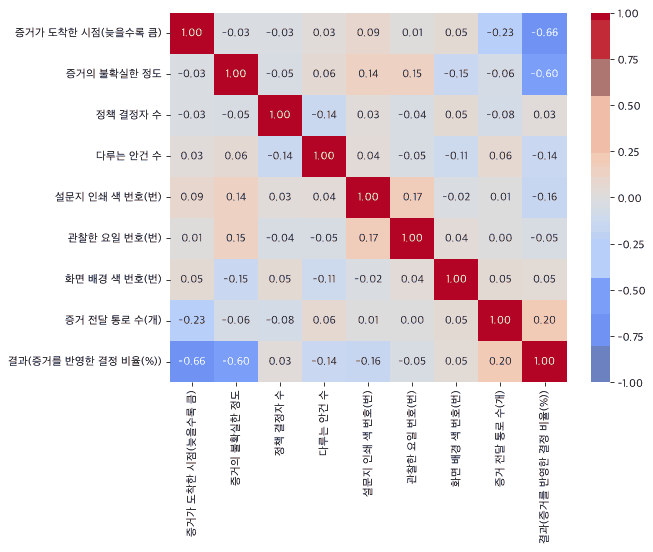 증거가 도착한 시점(늦을수록 큼) 1.00 -0.03 -0.03 0.03 0.09 0.01 0.05 -0.23 -0.66
증거의 불확실한 정도 -0.03 1.00 -0.05 0.06 0.14 0.15 -0.15 -0.06 -0.60
정책 결정자 수 -0.03 -0.05 1.00 -0.14 0.03 -0.04 0.05 -0.08 0.03
다루는 안건 수 0.03 0.06 -0.14 1.00 0.04 -0.05 -0.11 0.06 -0.14
설문지 인쇄 색 번호(번) 0.09 0.14 0.03 0.04 1.00 0.17 -0.02 0.01 -0.16
관찰한 요일 번호(번) 0.01 0.15 -0.04 -0.05 0.17 1.00 0.04 0.00 -0.05
화면 배경 색 번호(번) 0.05 -0.15 0.05 -0.11 -0.02 0.04 1.00 0.05 0.05
증거 전달 통로 수(개) -0.23 -0.06 -0.08 0.06 0.01 0.00 0.05 1.00 0.20
결과(증거를 반영한 결정 비율(%)) -0.66 -0.60 0.03 -0.14 -0.16 -0.05 0.05 0.20 1.00
증거가 도착한 시점(늦을수록 큼)
증거의 불확실한 정도
정책 결정자 수
다루는 안건 수
설문지 인쇄 색 번호(번)
관찰한 요일 번호(번)
화면 배경 색 번호(번)
증거 전달 통로 수(개)
결과(증거를 반영한 결정 비율(%))
1.00
0.75
0.50
0.25
0.00
-0.25
-0.50
-0.75
-1.00